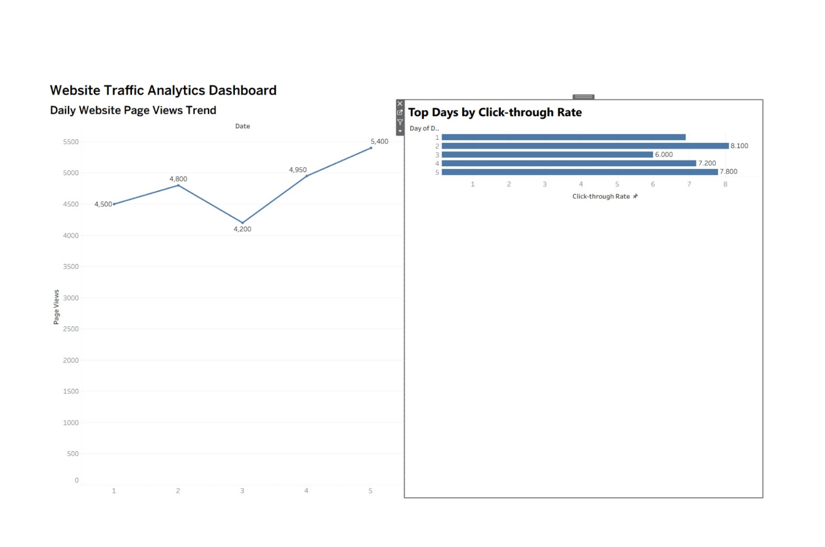 Website Traffic Analytics Dashboard
Daily Website Page Views Trend
Date
5500
5000
4500
4000
3500
3000
2500
2000
1500
1000
500
0
Page Views
4,500
4,800
4,200
4,950
5,400
1 2 3 4 5
Top Days by Click-through Rate
Day of D..
1
2 8.100
3 6.000
4 7.200
5 7.800
1 2 3 4 5 6 7 8
Click-through Rate